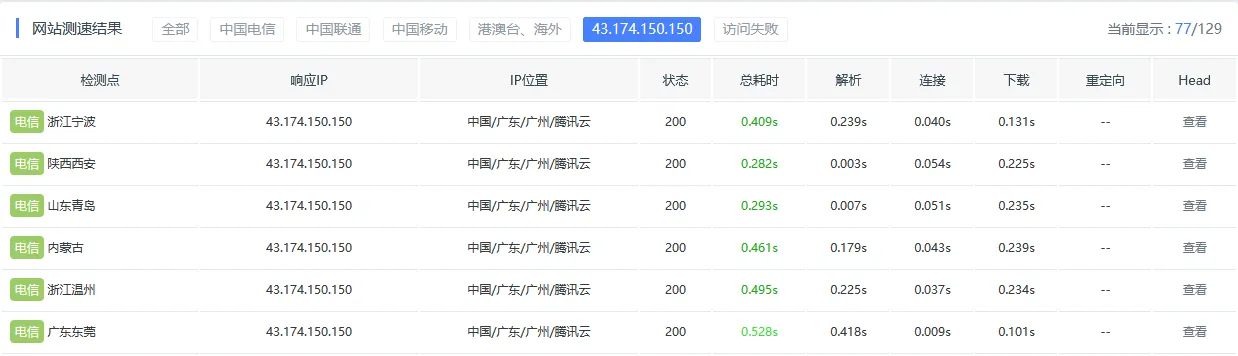 网站测速结果 全部 中国电信 中国联通 中国移动 港澳台、海外 43.174.150.150 访问失败 当前显示 : 77/129
检测点 响应IP IP位置 状态 总耗时 解析 连接 下载 重定向 Head
电信 浙江宁波 43.174.150.150 中国/广东/广州/腾讯云 200 0.409s 0.239s 0.040s 0.131s -- 查看
电信 陕西西安 43.174.150.150 中国/广东/广州/腾讯云 200 0.282s 0.003s 0.054s 0.225s -- 查看
电信 山东青岛 43.174.150.150 中国/广东/广州/腾讯云 200 0.293s 0.007s 0.051s 0.235s -- 查看
电信 内蒙古 43.174.150.150 中国/广东/广州/腾讯云 200 0.461s 0.179s 0.043s 0.239s -- 查看
电信 浙江温州 43.174.150.150 中国/广东/广州/腾讯云 200 0.495s 0.225s 0.037s 0.234s -- 查看
电信 广东东莞 43.174.150.150 中国/广东/广州/腾讯云 200 0.528s 0.418s 0.009s 0.101s -- 查看